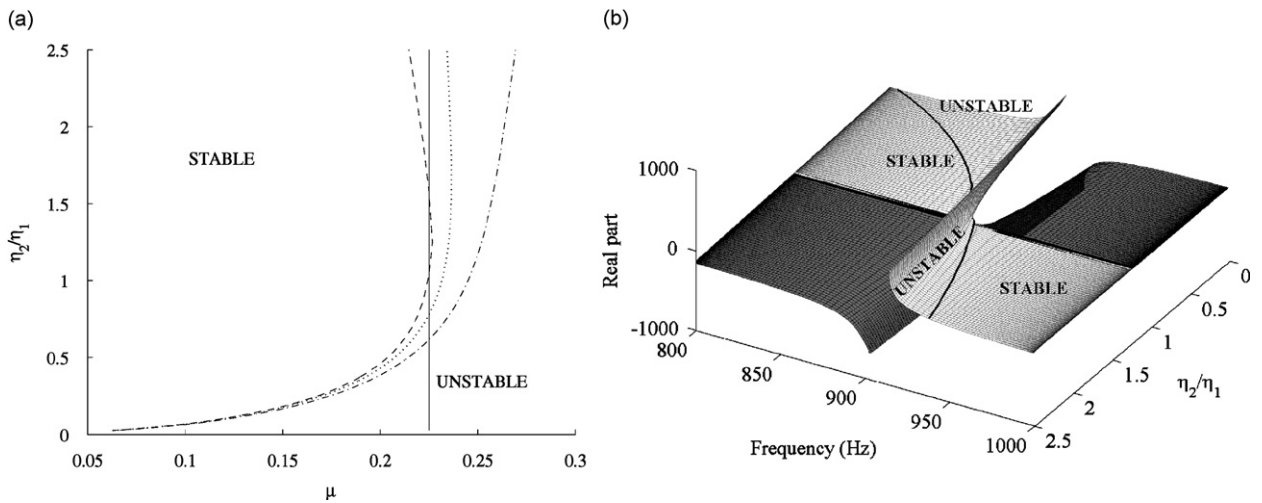 (a)
2.5
2
1.5
1
0.5
0
η2/η1
STABLE
UNSTABLE
0.05
0.1
0.15
0.2
0.25
0.3
μ
(b)
1000
0
-1000
Real part
UNSTABLE
STABLE
UNSTABLE
STABLE
800
850
900
950
1000
Frequency (Hz)
0
0.5
1
1.5
2
2.5
η2/η1